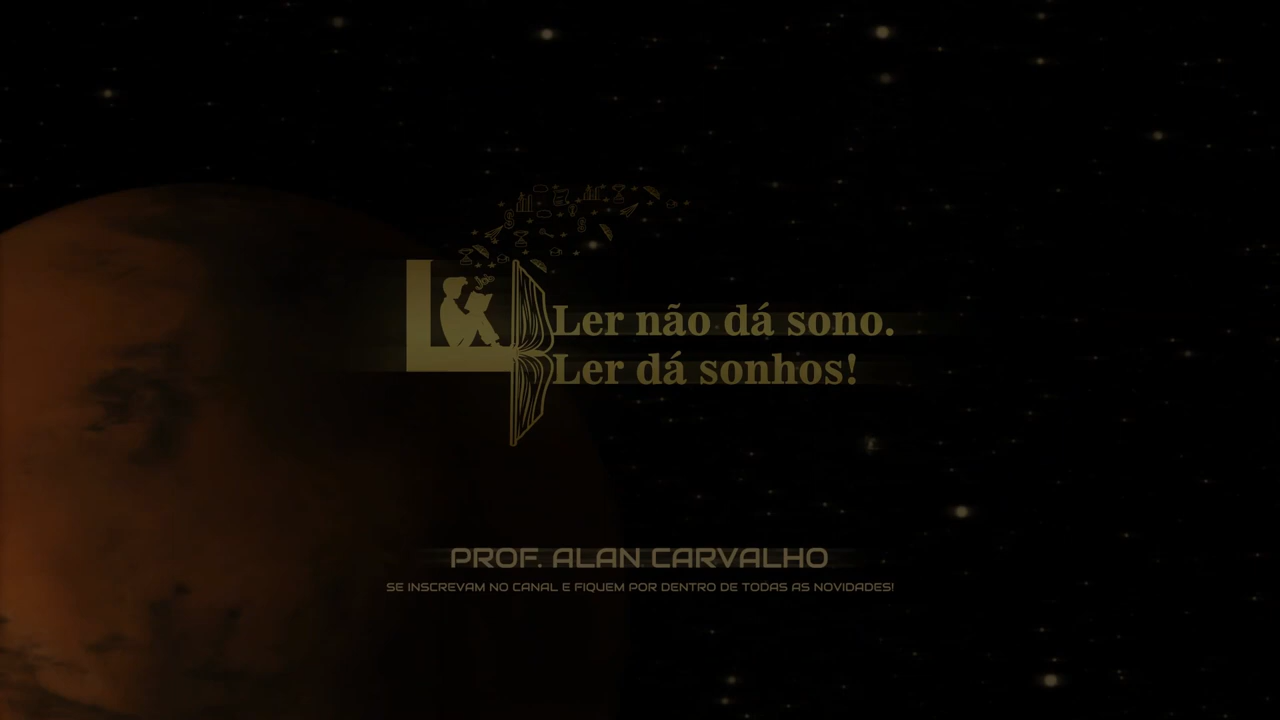 Ler não dá sono.
Ler dá sonhos!
PROF. ALAN CARVALHO
SE INSCREVAM NO CANAL E FIQUEM POR DENTRO DE TODAS AS NOVIDADES!